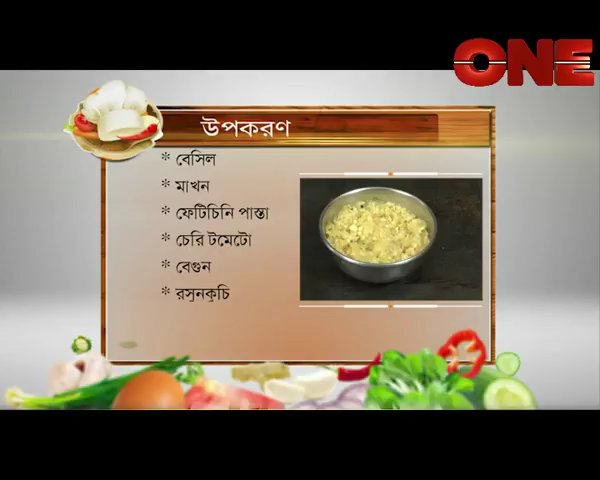 ONE
উপকরণ
* বেসিল
* মাখন
* ফেটিচিনি পাস্তা
* চেরি টমেটো
* বেগুন
* রসুনকুচি